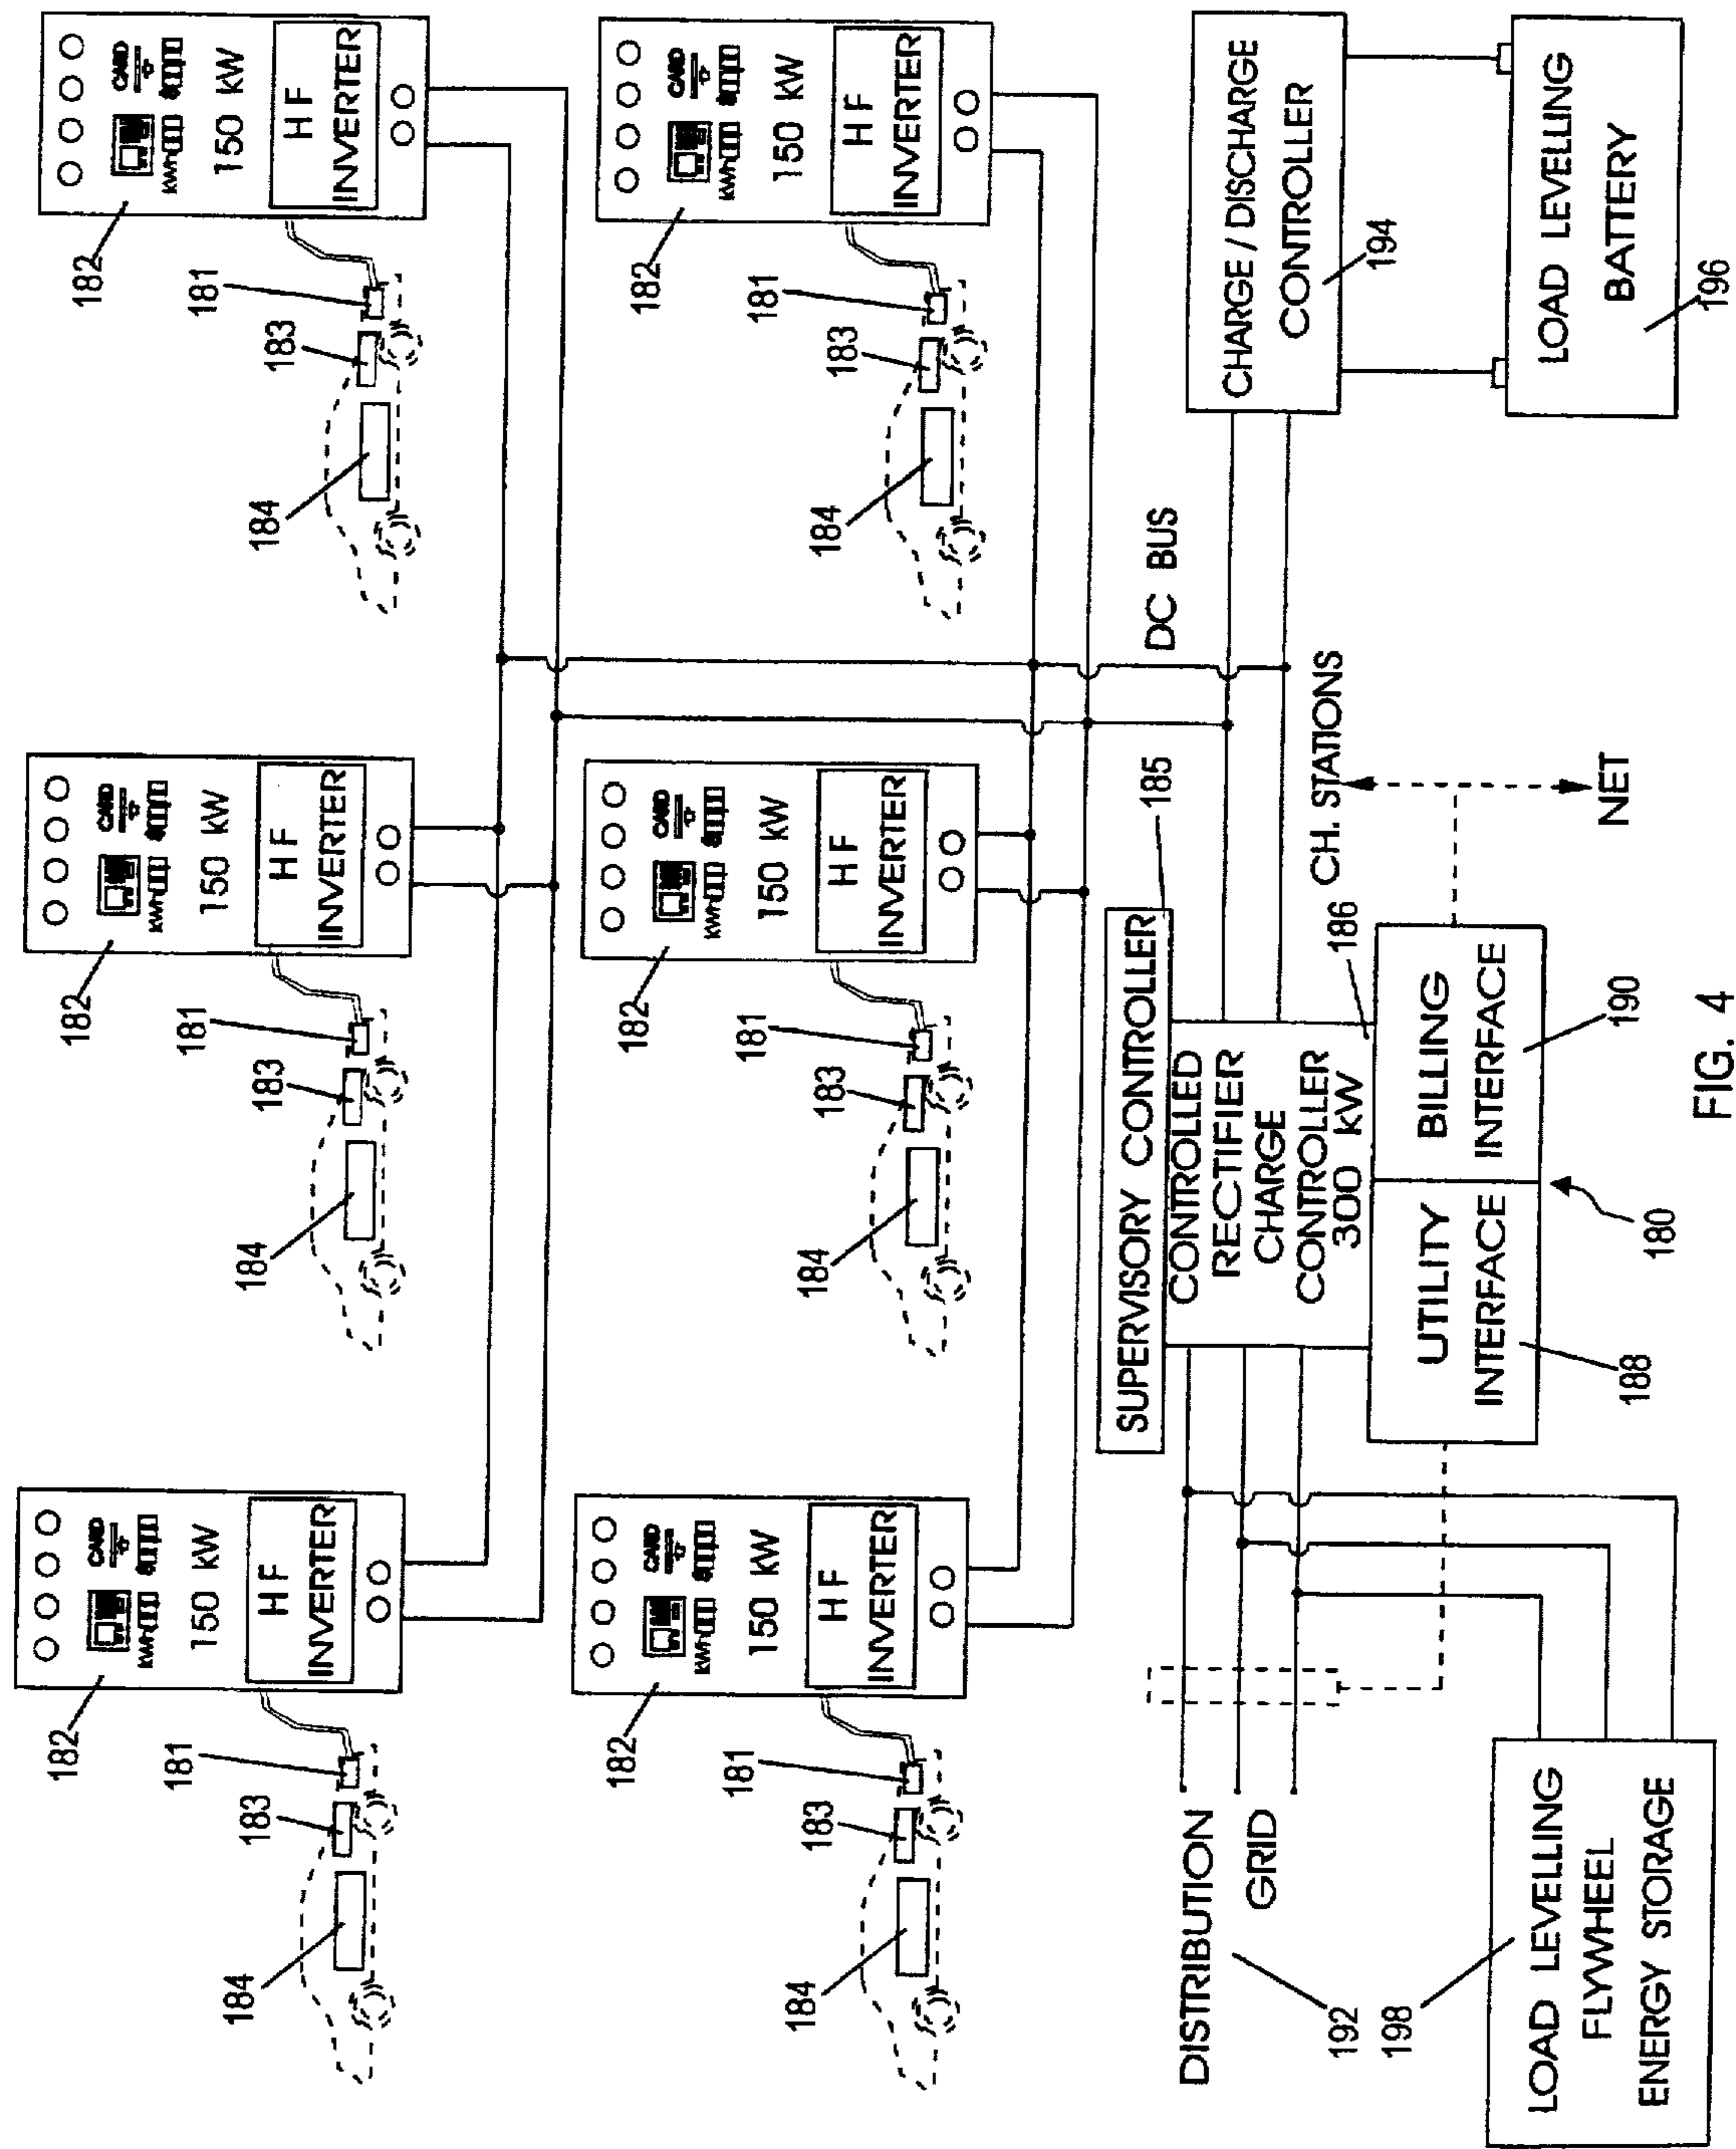 182
CARD
kWh $
150 kW
H F
INVERTER
181
183
184
182
CARD
kWh $
150 kW
H F
INVERTER
181
183
184
182
CARD
kWh $
150 kW
H F
INVERTER
181
183
184
182
CARD
kWh $
150 kW
H F
INVERTER
181
183
184
182
CARD
kWh $
150 kW
H F
INVERTER
181
183
184
182
CARD
kWh $
150 kW
H F
INVERTER
181
183
184
DISTRIBUTION
GRID
192
198
LOAD LEVELLING
FLYWHEEL
ENERGY STORAGE
SUPERVISORY CONTROLLER
185
CONTROLLED
RECTIFIER
CHARGE
CONTROLLER
300 kW
186
UTILITY
INTERFACE
188
BILLING
INTERFACE
190
180
DC BUS
CH. STATIONS
NET
CHARGE / DISCHARGE
CONTROLLER
194
LOAD LEVELLING
BATTERY
196
FIG. 4